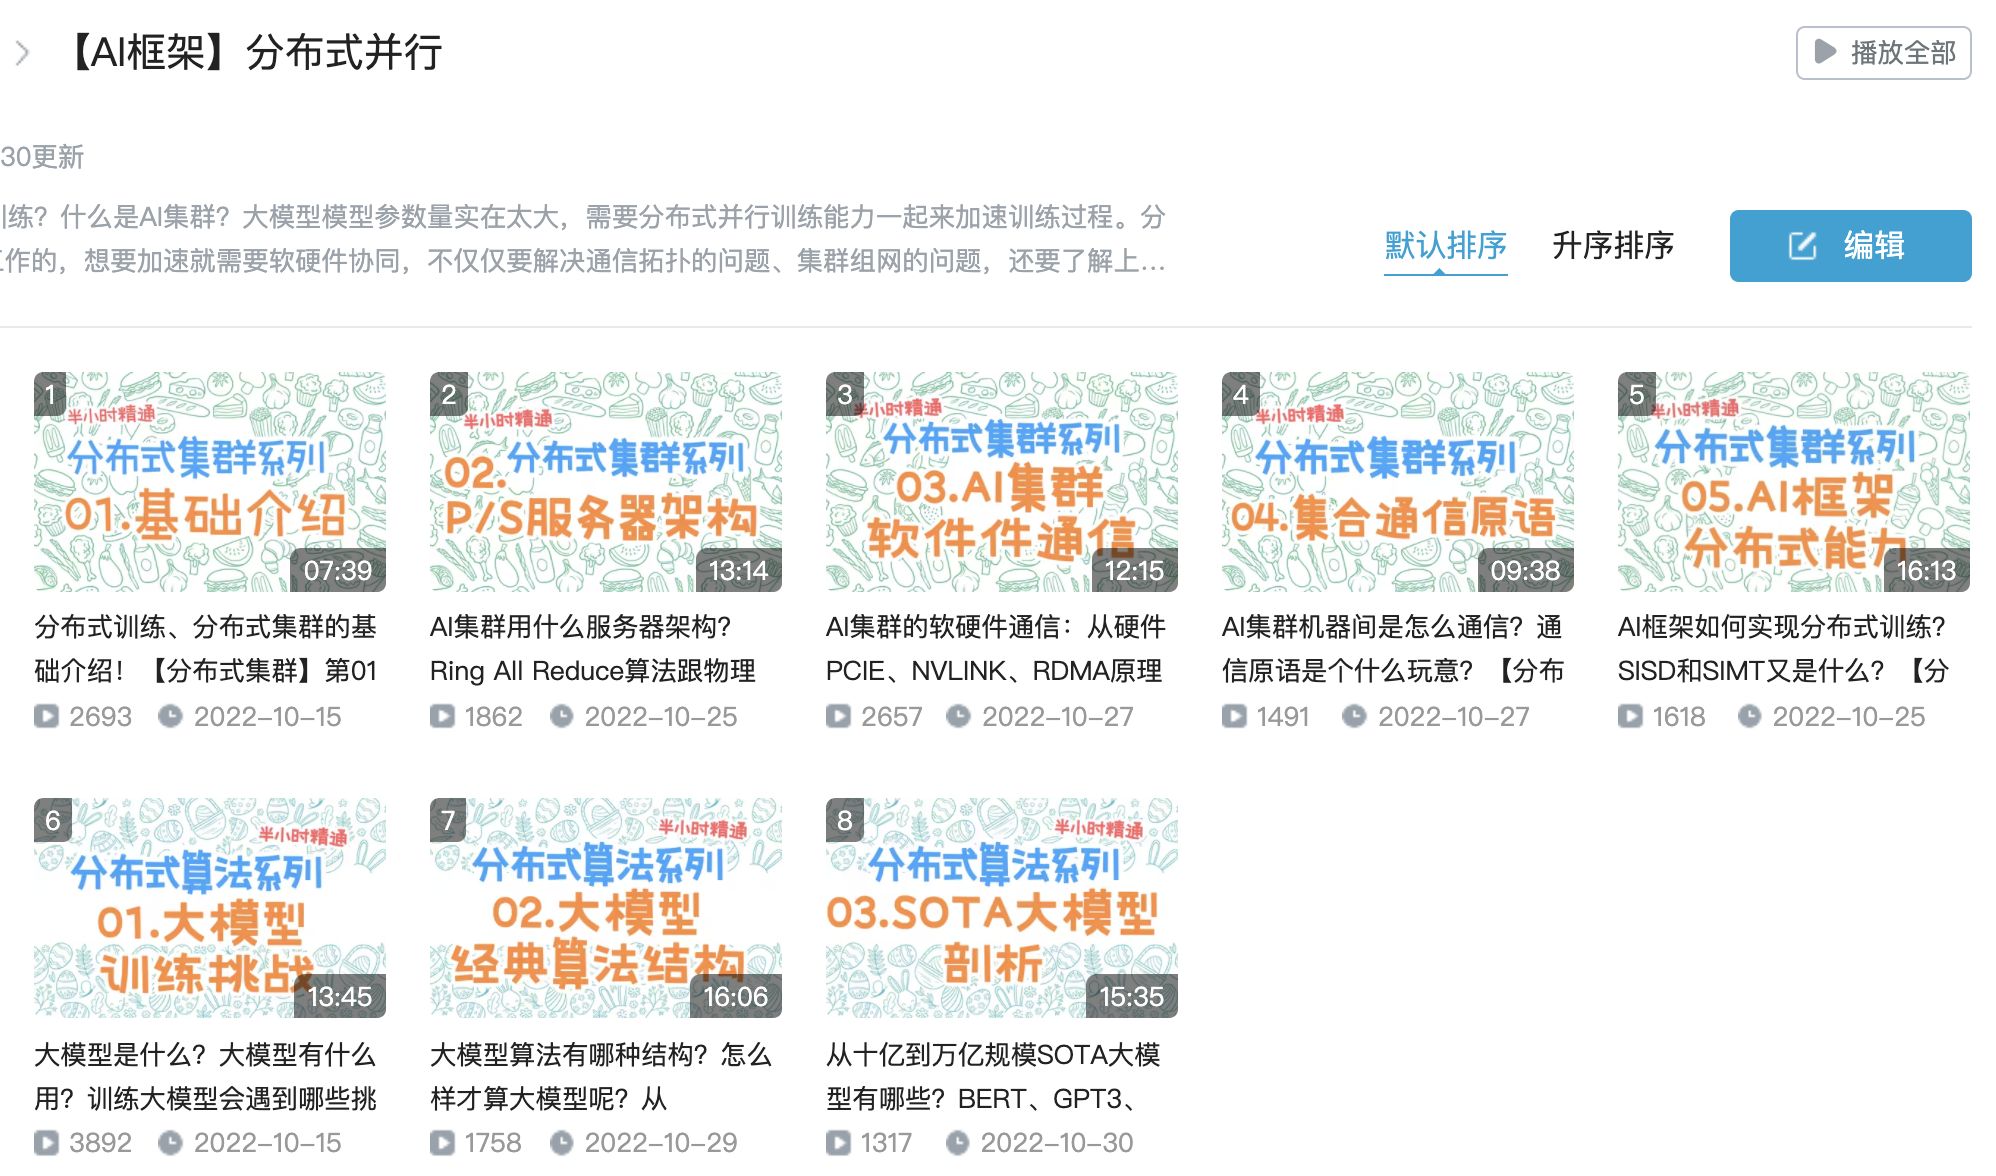 【AI框架】分布式并行
播放全部
30更新
练？什么是AI集群？大模型模型参数量实在太大，需要分布式并行训练能力一起来加速训练过程。分
作的，想要加速就需要软硬件协同，不仅仅要解决通信拓扑的问题、集群组网的问题，还要了解上...
默认排序
升序排序
编辑
1
半小时精通
分布式集群系列
01.基础介绍
07:39
分布式训练、分布式集群的基
础介绍！【分布式集群】第01
2693 2022-10-15
2
半小时精通
分布式集群系列
02.
P/S服务器架构
13:14
AI集群用什么服务器架构？
Ring All Reduce算法跟物理
1862 2022-10-25
3
半小时精通
分布式集群系列
03.AI集群
软件件通信
12:15
AI集群的软硬件通信：从硬件
PCIE、NVLINK、RDMA原理
2657 2022-10-27
4
半小时精通
分布式集群系列
04.集合通信原语
09:38
AI集群机器间是怎么通信？通
信原语是个什么玩意？【分布
1491 2022-10-27
5
半小时精通
分布式集群系列
05.AI框架
分布式能力
16:13
AI框架如何实现分布式训练？
SISD和SIMT又是什么？【分
1618 2022-10-25
6
半小时精通
分布式算法系列
01.大模型
训练挑战
13:45
大模型是什么？大模型有什么
用？训练大模型会遇到哪些挑
3892 2022-10-15
7
半小时精通
分布式算法系列
02.大模型
经典算法结构
16:06
大模型算法有哪种结构？怎么
样才算大模型呢？从
1758 2022-10-29
8
半小时精通
分布式算法系列
03.SOTA大模型
剖析
15:35
从十亿到万亿规模SOTA大模
型有哪些？BERT、GPT3、
1317 2022-10-30